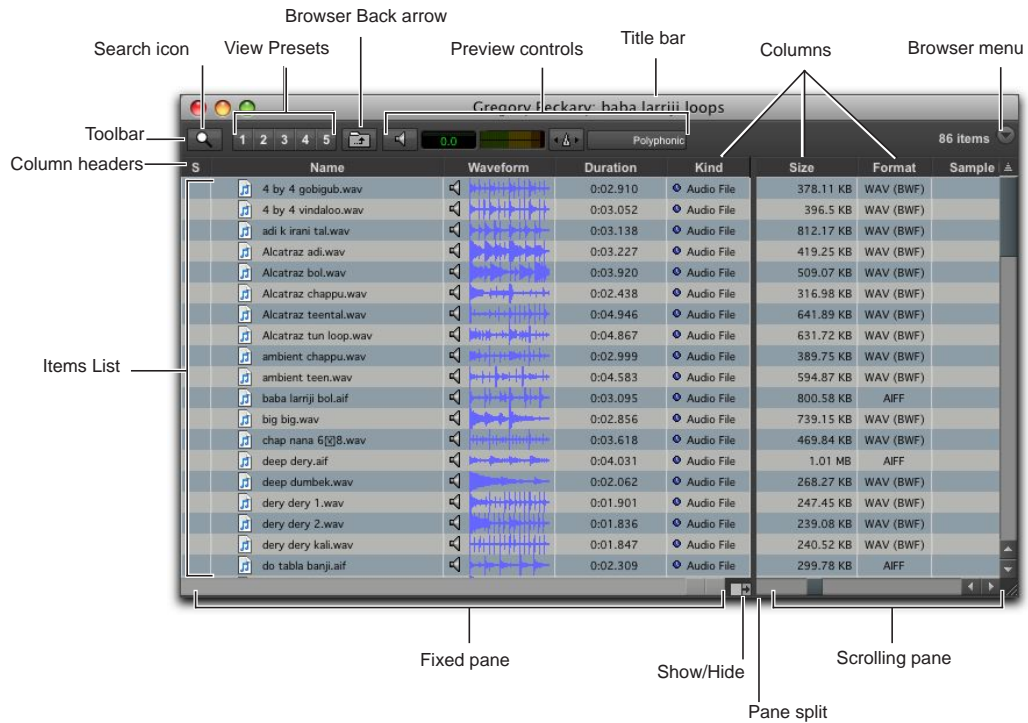 Browser Back arrow
Search icon
View Presets
Preview controls
Title bar
Columns
Browser menu
Gregory Peckary: baba larriji loops
Toolbar
1 2 3 4 5
0.0
Polyphonic
86 items
Column headers
S Name Waveform Duration Kind Size Format Sample
4 by 4 gobigub.wav 0:02.910 Audio File 378.11 KB WAV (BWF)
4 by 4 vindaloo.wav 0:03.052 Audio File 396.5 KB WAV (BWF)
adi k irani tal.wav 0:03.138 Audio File 812.17 KB WAV (BWF)
Alcatraz adi.wav 0:03.227 Audio File 419.25 KB WAV (BWF)
Alcatraz bol.wav 0:03.920 Audio File 509.07 KB WAV (BWF)
Alcatraz chappu.wav 0:02.438 Audio File 316.98 KB WAV (BWF)
Alcatraz teental.wav 0:04.946 Audio File 641.89 KB WAV (BWF)
Alcatraz tun loop.wav 0:04.867 Audio File 631.72 KB WAV (BWF)
ambient chappu.wav 0:02.999 Audio File 389.75 KB WAV (BWF)
Items List
ambient teen.wav 0:04.583 Audio File 594.87 KB WAV (BWF)
baba larriji bol.aif 0:03.095 Audio File 800.58 KB AIFF
big big.wav 0:02.856 Audio File 739.15 KB WAV (BWF)
chap nana 6⍰8.wav 0:03.618 Audio File 469.84 KB WAV (BWF)
deep dery.aif 0:04.031 Audio File 1.01 MB AIFF
deep dumbek.wav 0:02.062 Audio File 268.27 KB WAV (BWF)
dery dery 1.wav 0:01.901 Audio File 247.45 KB WAV (BWF)
dery dery 2.wav 0:01.836 Audio File 239.08 KB WAV (BWF)
dery dery kali.wav 0:01.847 Audio File 240.52 KB WAV (BWF)
do tabla banji.aif 0:02.309 Audio File 299.78 KB AIFF
Fixed pane
Show/Hide
Scrolling pane
Pane split